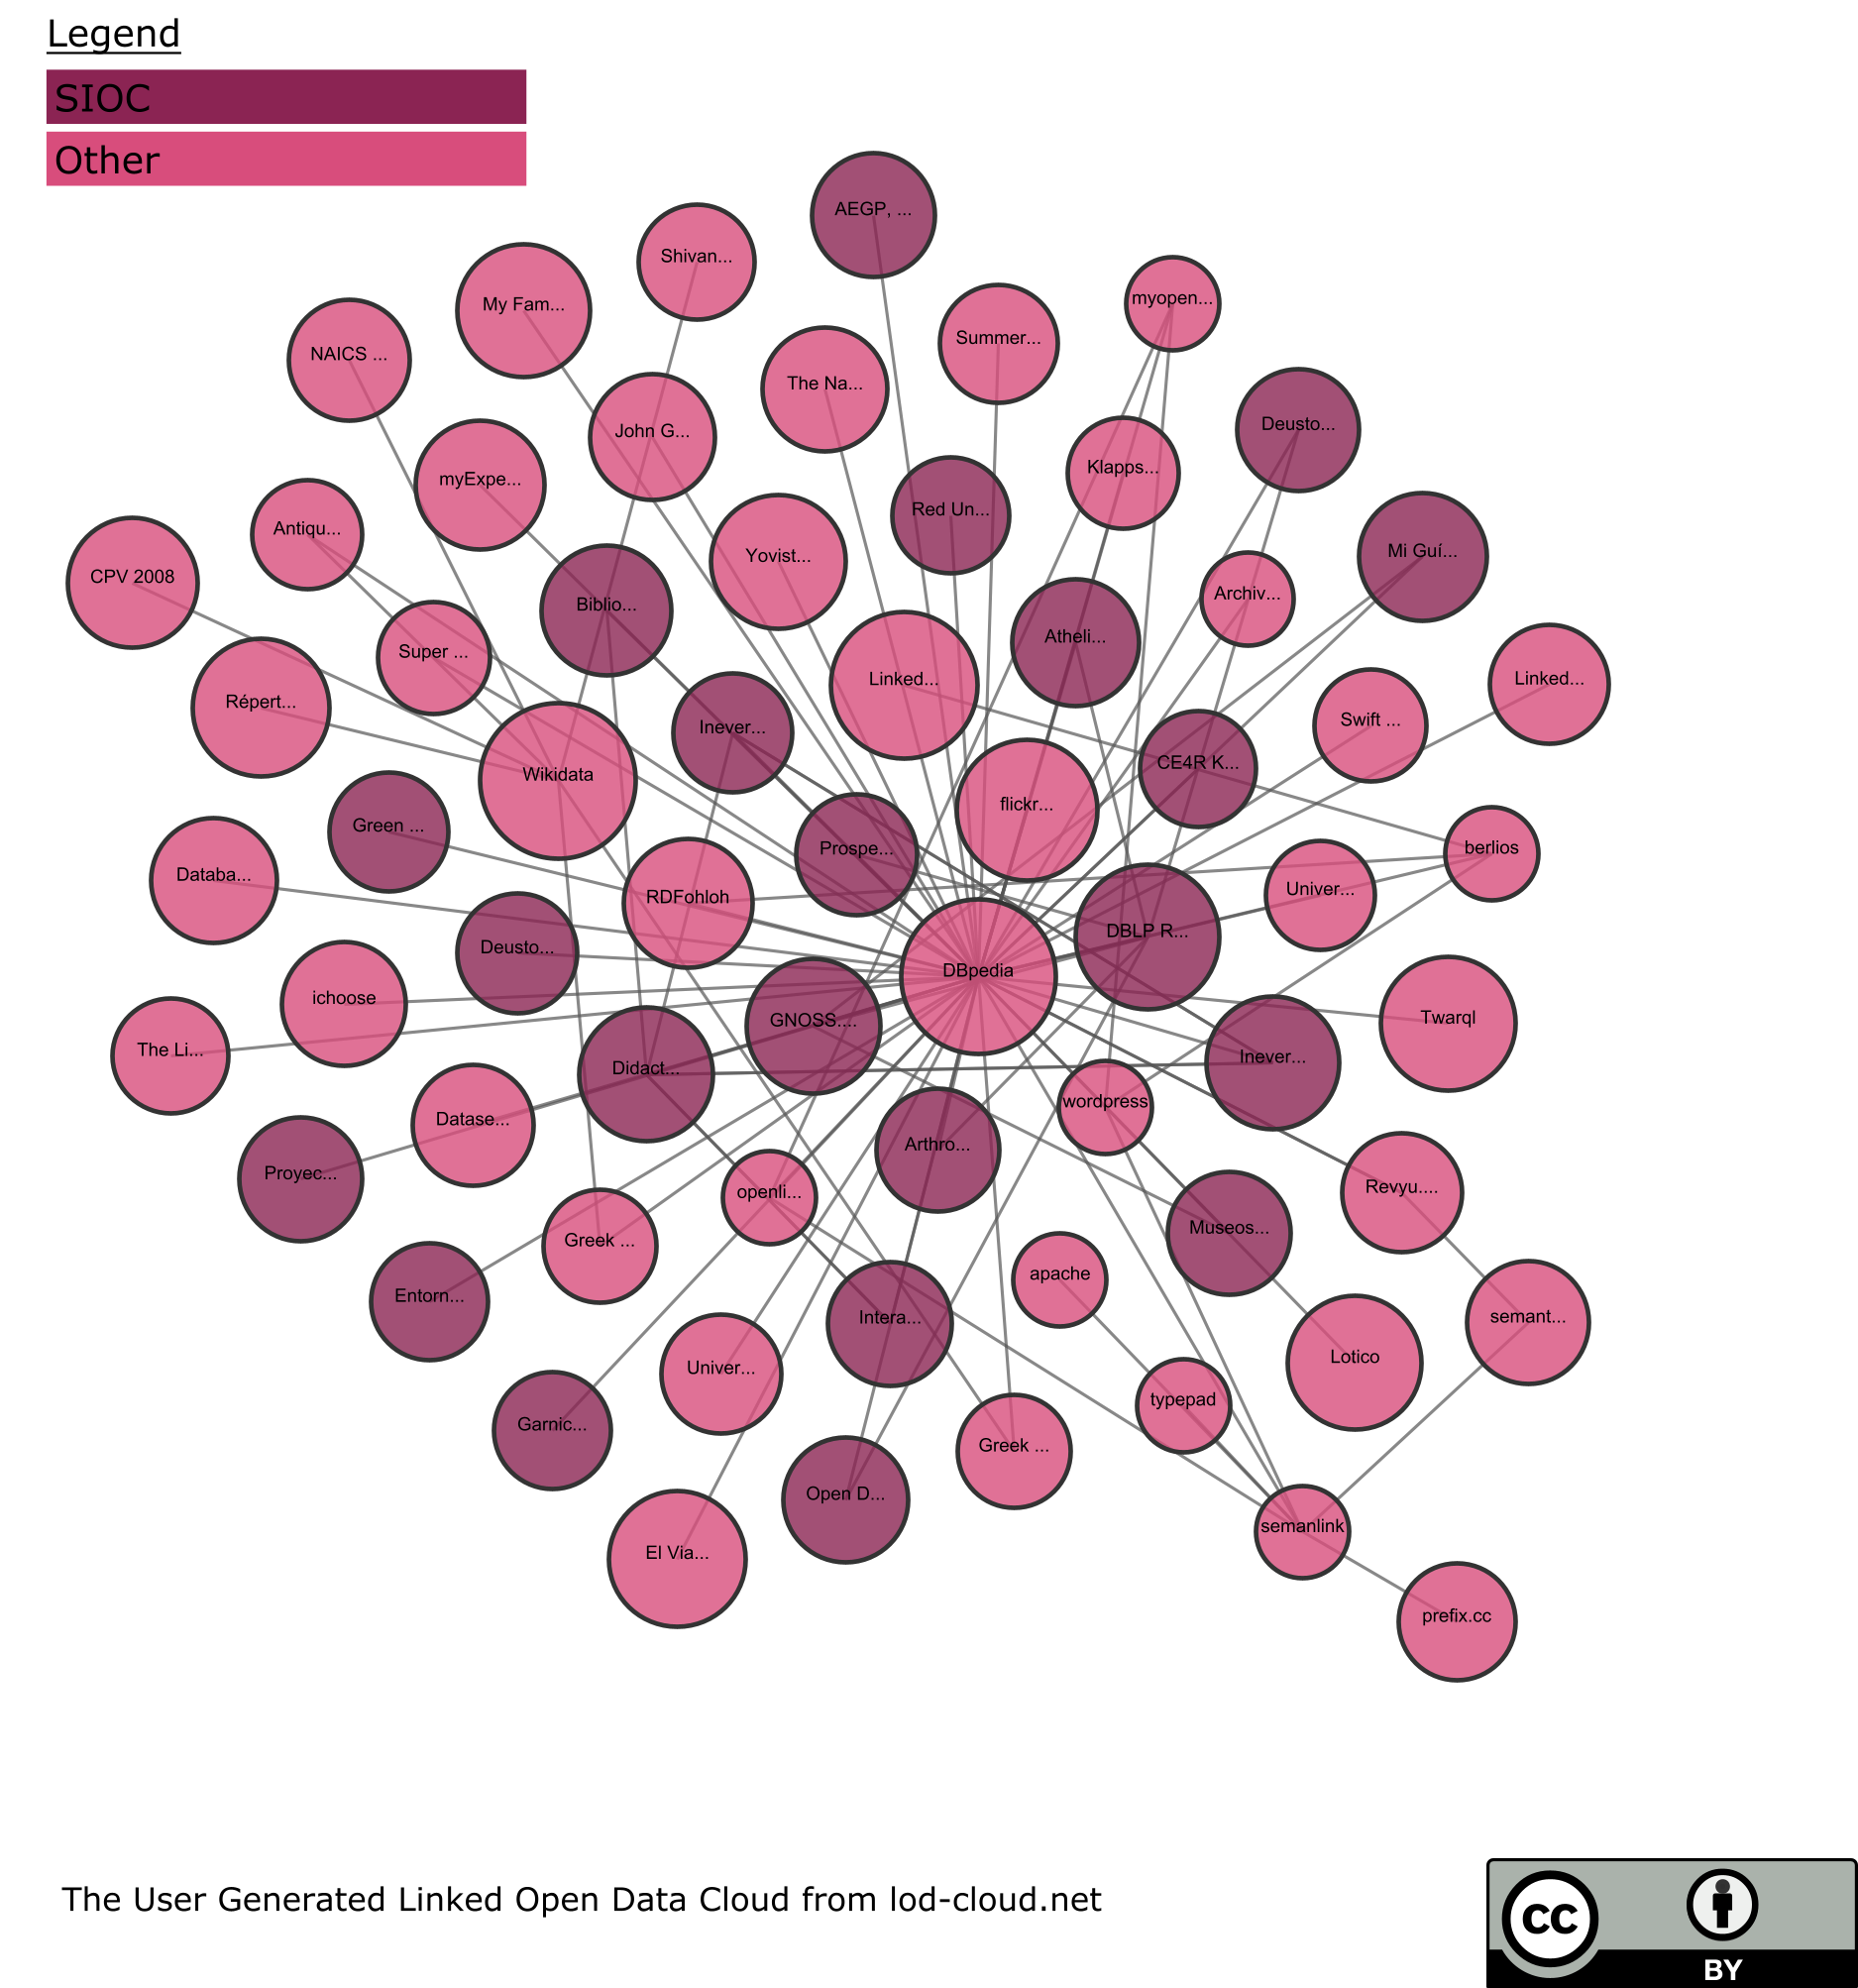 Legend
SIOC
Other
AEGP, ...
Shivan...
myopen...
My Fam...
Summer...
NAICS ...
The Na...
Deusto...
John G...
Klapps...
myExpe...
Red Un...
Antiqu...
Mi Guí...
Yovist...
CPV 2008
Archiv...
Biblio...
Atheli...
Super ...
Linked...
Linked...
Répert...
Swift ...
Inever...
CE4R K...
Wikidata
flickr...
Green ...
Prospe...
berlios
Databa...
Univer...
RDFohloh
DBLP R...
Deusto...
DBpedia
ichoose
GNOSS....
Twarql
The Li...
Inever...
Didact...
wordpress
Datase...
Arthro...
Proyec...
Revyu....
openli...
Museos...
Greek ...
apache
Entorn...
Intera...
semant...
Lotico
Univer...
typepad
Garnic...
Greek ...
Open D...
semanlink
El Via...
prefix.cc
The User Generated Linked Open Data Cloud from lod-cloud.net
cc
BY